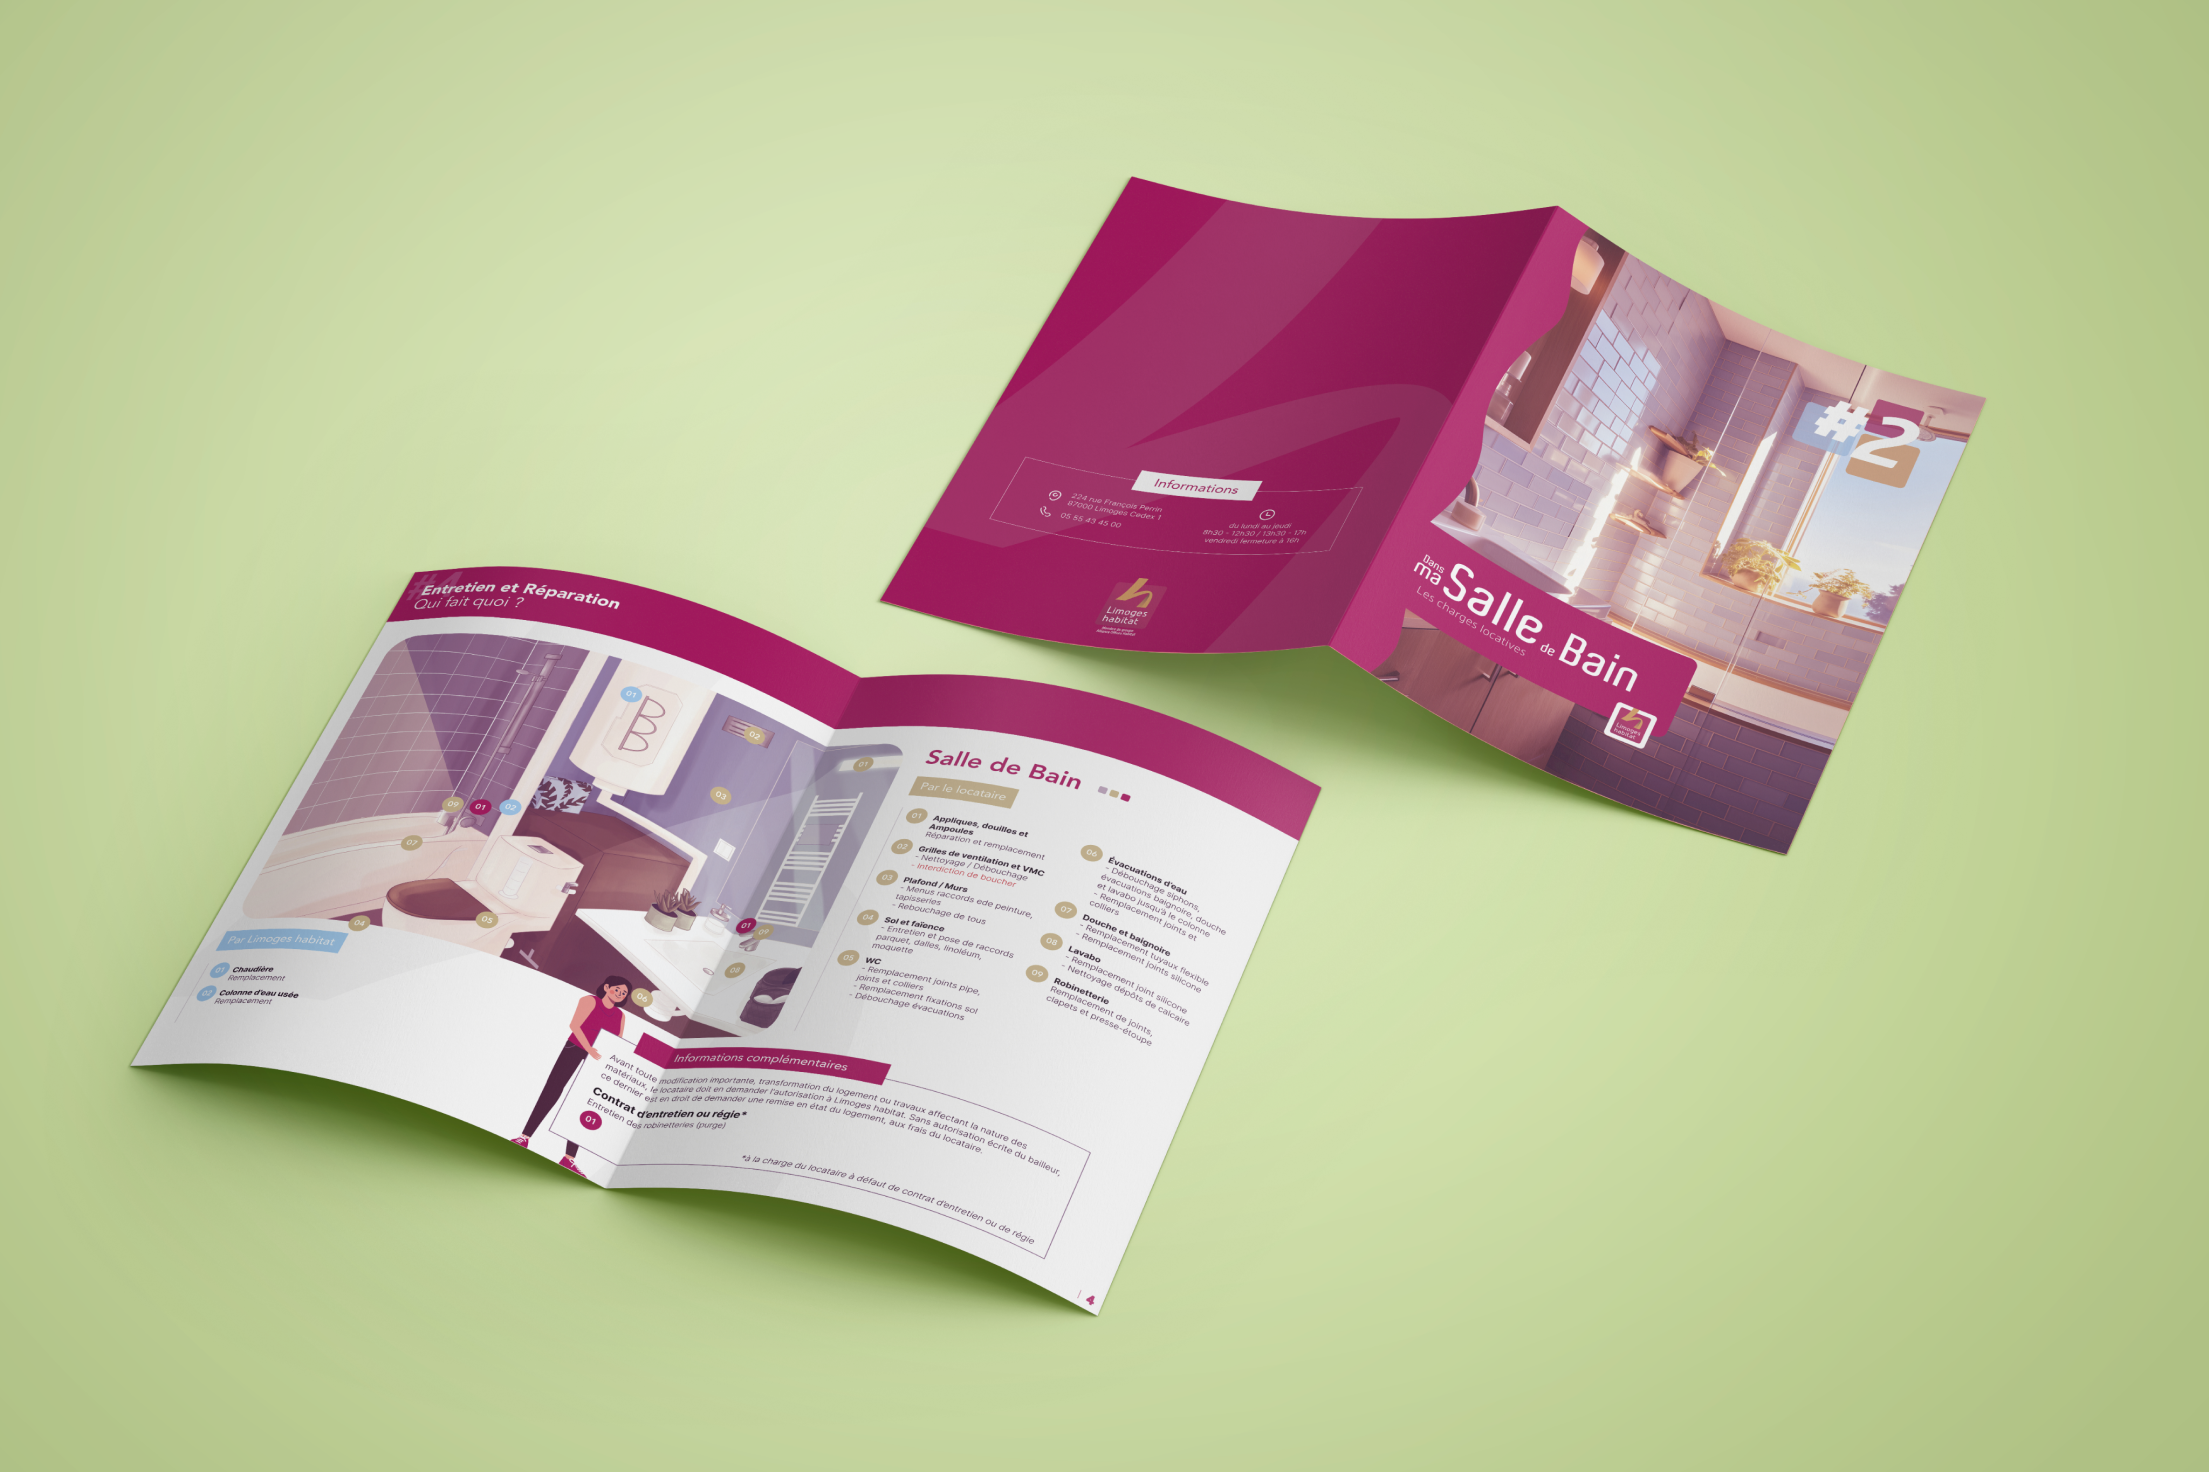 Informations
224 rue François Perrin
87000 Limoges Cedex 1
05 55 43 45 00
du lundi au jeudi
8h30 - 12h30 / 13h30 - 17h
vendredi fermeture à 16h
Limoges
habitat
#2
Dans
ma Salle de Bain
Les charges locatives
Limoges
habitat
Entretien et Réparation
Qui fait quoi ?
01
02
03
01
09
01
02
07
04
05
01
09
08
06
Par Limoges habitat
01 Chaudière
Remplacement
02 Colonne d'eau usée
Remplacement
Salle de Bain
Par le locataire
01 Appliques, douilles et
Ampoules
Réparation et remplacement
02 Grilles de ventilation et VMC
- Nettoyage / Débouchage
- Interdiction de boucher
03 Plafond / Murs
- Menus raccords ede peinture,
tapisseries
- Rebouchage de tous
04 Sol et faïence
- Entretien et pose de raccords
parquet, dalles, linoléum,
moquette
05 WC
- Remplacement joints pipe,
joints et colliers
- Remplacement fixations sol
- Débouchage évacuations
06 Évacuations d'eau
- Débouchage siphons,
évacuations baignoire, douche
et lavabo jusqu'à le colonne
- Remplacement joints et
colliers
07 Douche et baignoire
- Remplacement tuyaux flexible
- Remplacement joints silicone
08 Lavabo
- Remplacement joint silicone
- Nettoyage dépôts de calcaire
09 Robinetterie
Remplacement de joints,
clapets et presse-étoupe
Informations complémentaires
Avant toute modification importante, transformation du logement ou travaux affectant la nature des
matériaux, le locataire doit en demander l'autorisation à Limoges habitat. Sans autorisation écrite du bailleur,
ce dernier est en droit de demander une remise en état du logement, aux frais du locataire.
Contrat d'entretien ou régie*
Entretien des robinetteries (purge)
01
*à la charge du locataire à défaut de contrat d'entretien ou de régie
4